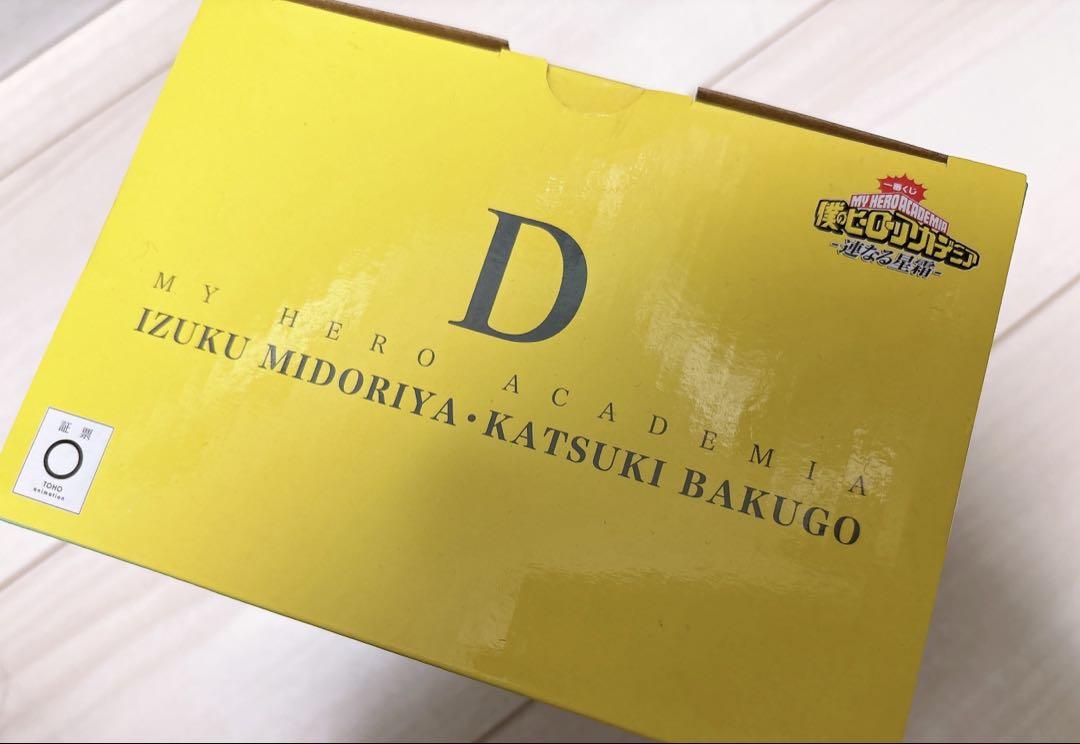 一番くじ
MY HERO ACADEMIA
僕のヒーローアカデミア
-連なる星霜-
D
MY HERO ACADEMIA
IZUKU MIDORIYA・KATSUKI BAKUGO
証票
TOHO
animation